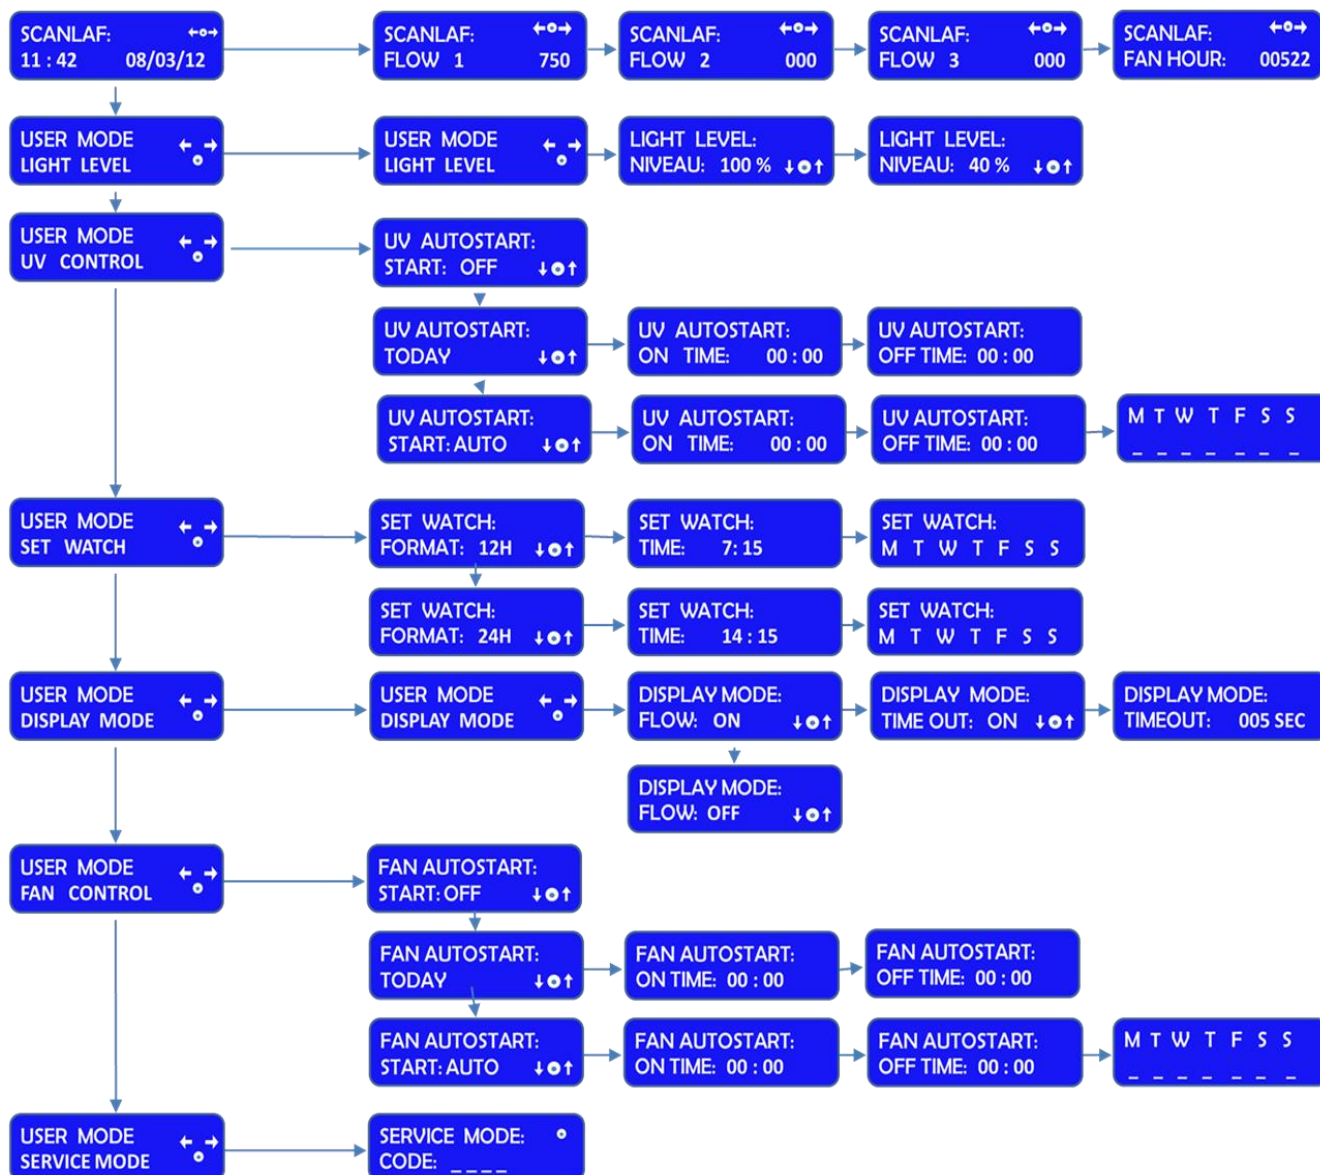 SCANLAF: ←o→
11 : 42 08/03/12
SCANLAF: ←o→
FLOW 1 750
SCANLAF: ←o→
FLOW 2 000
SCANLAF: ←o→
FLOW 3 000
SCANLAF: ←o→
FAN HOUR: 00522
USER MODE ← →
LIGHT LEVEL
USER MODE ← →
LIGHT LEVEL
LIGHT LEVEL:
NIVEAU: 100 % ↓o↑
LIGHT LEVEL:
NIVEAU: 40 % ↓o↑
USER MODE ← →
UV CONTROL
UV AUTOSTART:
START: OFF ↓o↑
UV AUTOSTART:
TODAY ↓o↑
UV AUTOSTART:
ON TIME: 00 : 00
UV AUTOSTART:
OFF TIME: 00 : 00
UV AUTOSTART:
START: AUTO ↓o↑
UV AUTOSTART:
ON TIME: 00 : 00
UV AUTOSTART:
OFF TIME: 00 : 00
M T W T F S S
_ _ _ _ _ _ _
USER MODE ← →
SET WATCH
SET WATCH:
FORMAT: 12H ↓o↑
SET WATCH:
TIME: 7: 15
SET WATCH:
M T W T F S S
SET WATCH:
FORMAT: 24H ↓o↑
SET WATCH:
TIME: 14 : 15
SET WATCH:
M T W T F S S
USER MODE ← →
DISPLAY MODE
USER MODE ← →
DISPLAY MODE
DISPLAY MODE:
FLOW: ON ↓o↑
DISPLAY MODE:
TIME OUT: ON ↓o↑
DISPLAY MODE:
TIMEOUT: 005 SEC
DISPLAY MODE:
FLOW: OFF ↓o↑
USER MODE ← →
FAN CONTROL
FAN AUTOSTART:
START: OFF ↓o↑
FAN AUTOSTART:
TODAY ↓o↑
FAN AUTOSTART:
ON TIME: 00 : 00
FAN AUTOSTART:
OFF TIME: 00 : 00
FAN AUTOSTART:
START: AUTO ↓o↑
FAN AUTOSTART:
ON TIME: 00 : 00
FAN AUTOSTART:
OFF TIME: 00 : 00
M T W T F S S
_ _ _ _ _ _ _
USER MODE ← →
SERVICE MODE
SERVICE MODE:
CODE: _ _ _ _